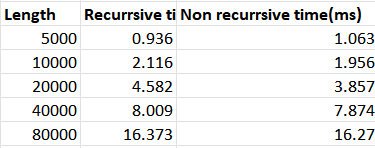 Length Recurrsive ti Non recurrsive time(ms)
5000 0.936 1.063
10000 2.116 1.956
20000 4.582 3.857
40000 8.009 7.874
80000 16.373 16.27